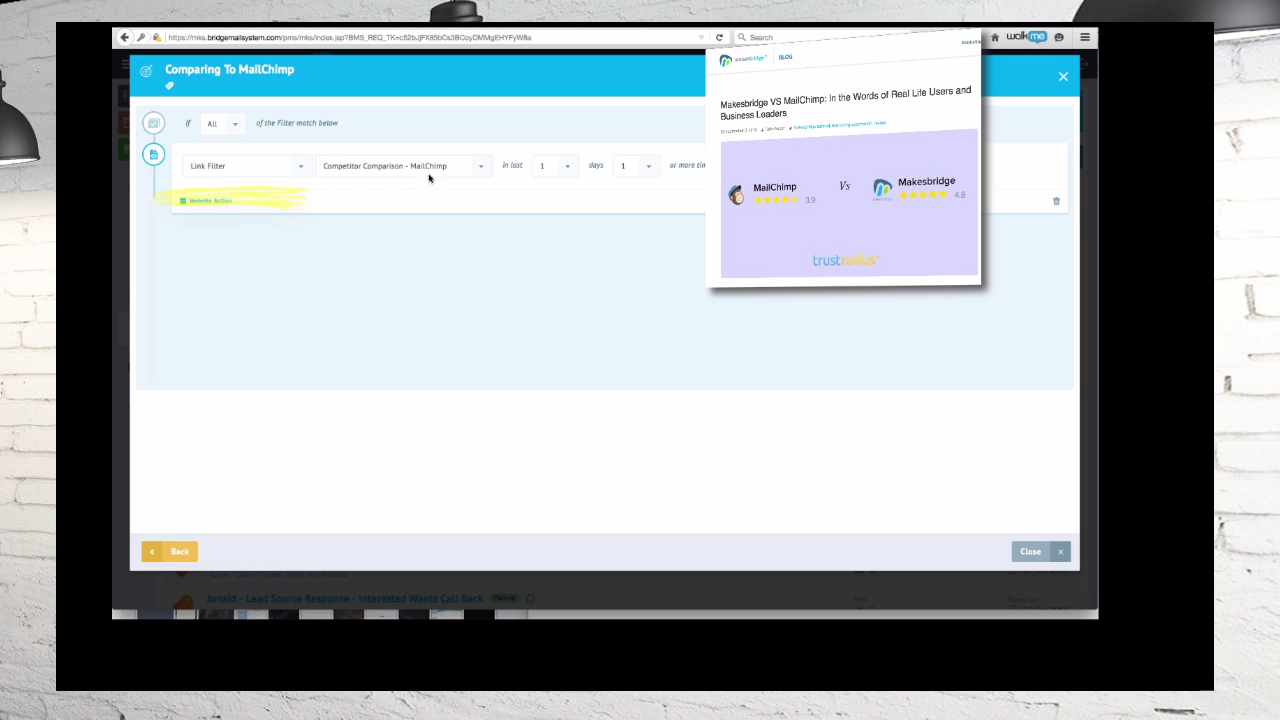 https://mks.bridgemailsystem.com/pms/mks/index.jsp?BMS_REQ_TK=c52bJjFX85bCs3BCoyDMMgEHYFyW8a
Search
walkme
Comparing To MailChimp
makesbridge
BLOG
Makesbridge VS MailChimp: In the Words of Real Life Users and
Business Leaders
MailChimp
3.9
Vs
Makesbridge
4.8
trustradius
If
All
of the Filter match below
Link Filter
Competitor Comparison - MailChimp
in last
1
days
1
or more tim
Website Action
Back
Close
Junaid - Lead Source Response - Interested Wants Call Back
Sent